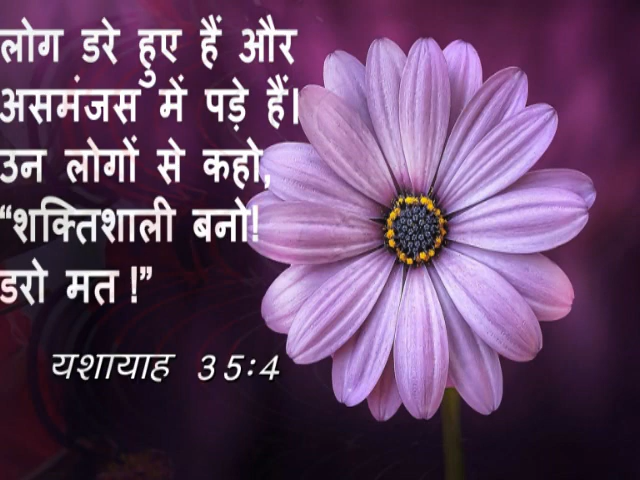 लोग डरे हुए हैं और
असमंजस में पड़े हैं।
उन लोगों से कहो,
“शक्तिशाली बनो!
डरो मत !”
यशायाह 35:4